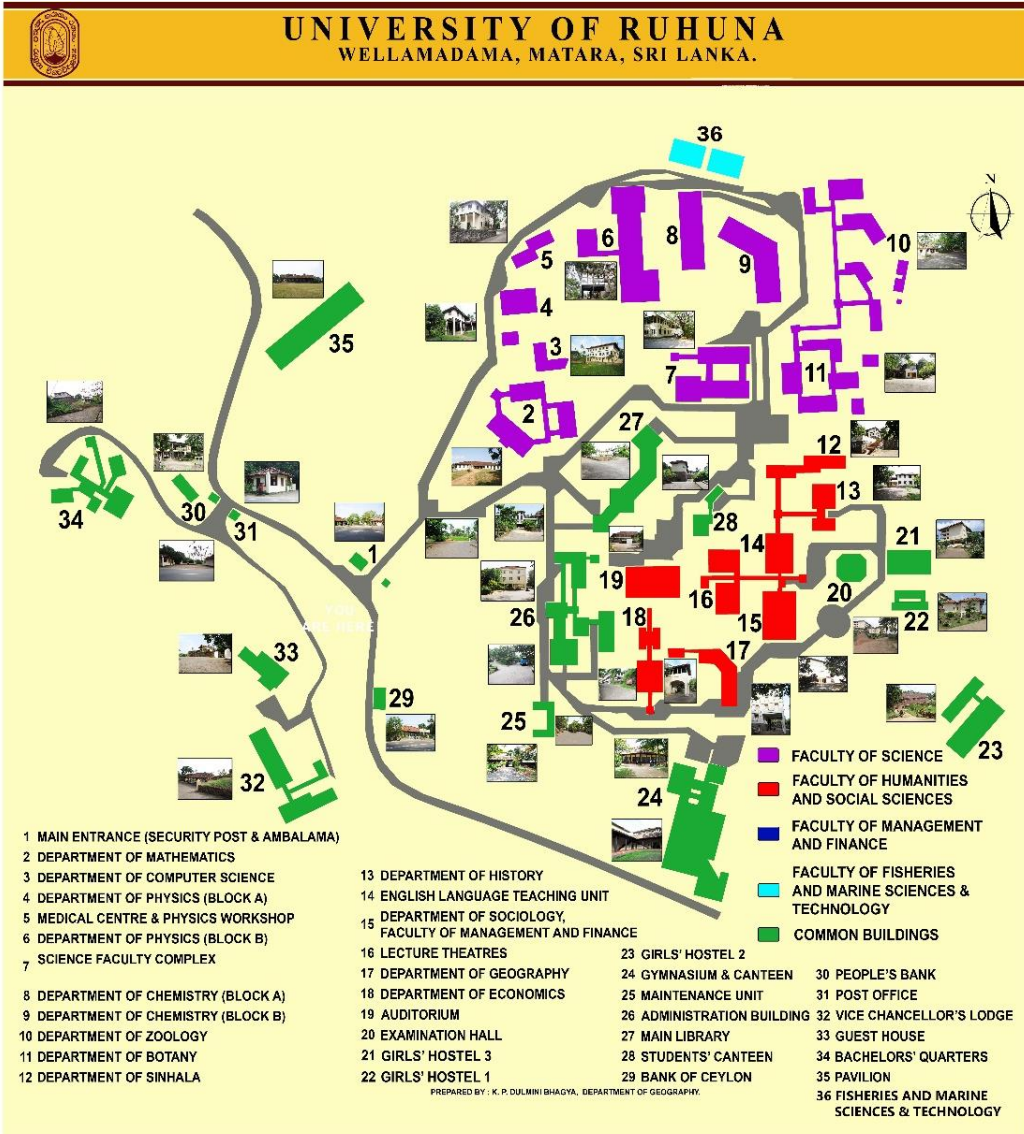 UNIVERSITY OF RUHUNA
WELLAMADAMA, MATARA, SRI LANKA.
36
N
6
8
5
9
10
4
35
3
7
11
2
27
12
13
30
34
31
28
14
21
1
19
20
16
26
18
15
22
YOU
ARE HERE
33
17
29
25
23
32
24
FACULTY OF SCIENCE
FACULTY OF HUMANITIES
AND SOCIAL SCIENCES
FACULTY OF MANAGEMENT
AND FINANCE
FACULTY OF FISHERIES
AND MARINE SCIENCES &
TECHNOLOGY
COMMON BUILDINGS
1 MAIN ENTRANCE (SECURITY POST & AMBALAMA)
2 DEPARTMENT OF MATHEMATICS
3 DEPARTMENT OF COMPUTER SCIENCE
4 DEPARTMENT OF PHYSICS (BLOCK A)
5 MEDICAL CENTRE & PHYSICS WORKSHOP
6 DEPARTMENT OF PHYSICS (BLOCK B)
7 SCIENCE FACULTY COMPLEX
8 DEPARTMENT OF CHEMISTRY (BLOCK A)
9 DEPARTMENT OF CHEMISTRY (BLOCK B)
10 DEPARTMENT OF ZOOLOGY
11 DEPARTMENT OF BOTANY
12 DEPARTMENT OF SINHALA
13 DEPARTMENT OF HISTORY
14 ENGLISH LANGUAGE TEACHING UNIT
15 DEPARTMENT OF SOCIOLOGY,
FACULTY OF MANAGEMENT AND FINANCE
16 LECTURE THEATRES
17 DEPARTMENT OF GEOGRAPHY
18 DEPARTMENT OF ECONOMICS
19 AUDITORIUM
20 EXAMINATION HALL
21 GIRLS' HOSTEL 3
22 GIRLS' HOSTEL 1
23 GIRLS' HOSTEL 2
24 GYMNASIUM & CANTEEN
25 MAINTENANCE UNIT
26 ADMINISTRATION BUILDING
27 MAIN LIBRARY
28 STUDENTS' CANTEEN
29 BANK OF CEYLON
30 PEOPLE'S BANK
31 POST OFFICE
32 VICE CHANCELLOR'S LODGE
33 GUEST HOUSE
34 BACHELORS' QUARTERS
35 PAVILION
36 FISHERIES AND MARINE
SCIENCES & TECHNOLOGY
PREPARED BY : K. P. DULMINI BHAGYA, DEPARTMENT OF GEOGRAPHY.